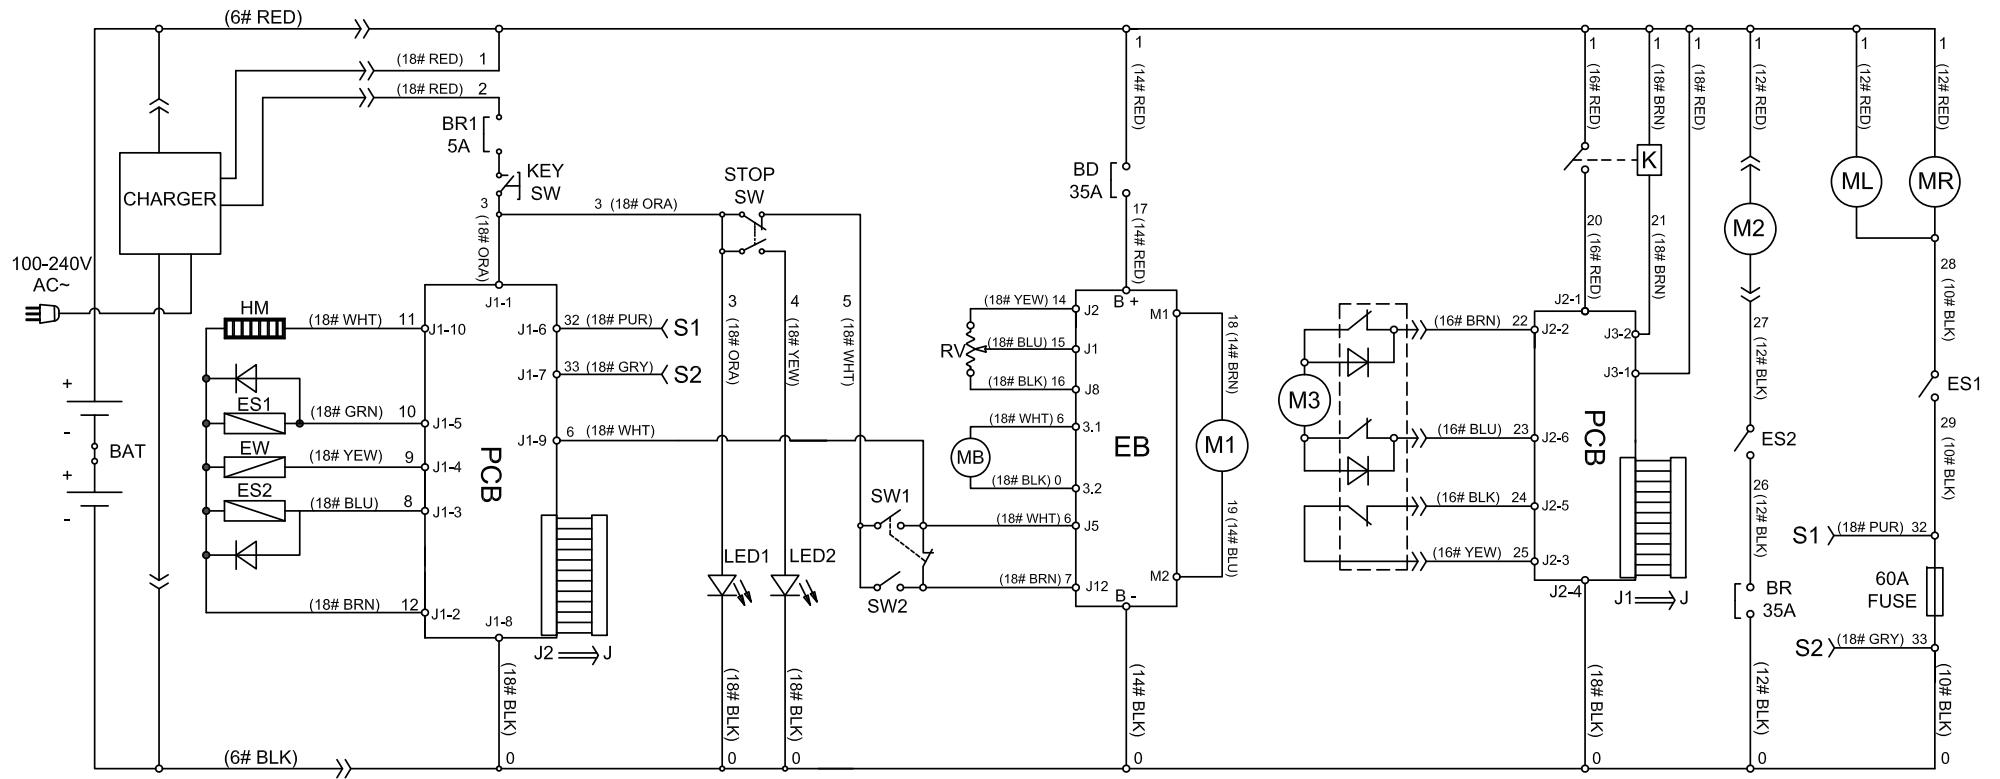 (6# RED)
(18# RED) 1
(18# RED) 2
BR1
5A
KEY
SW
3
(18# ORA)
3 (18# ORA)
STOP
SW
CHARGER
100-240V
AC~
HM
(18# WHT) 11
J1-10
J1-1
J1-6
32 (18# PUR)
S1
J1-7
33 (18# GRY)
S2
ES1
(18# GRN) 10
J1-5
J1-9
6 (18# WHT)
EW
(18# YEW) 9
J1-4
ES2
(18# BLU) 8
J1-3
PCB
(18# BRN) 12
J1-2
J1-8
J2
J
+
-
BAT
+
-
(6# BLK)
(18# BLK)
0
3
(18# ORA)
4
(18# YEW)
5
(18# WHT)
LED1
LED2
(18# BLK)
0
(18# BLK)
0
SW1
SW2
1
(14# RED)
BD
35A
17
(14# RED)
B +
(18# YEW) 14
J2
RV
(18# BLU) 15
J1
(18# BLK) 16
J8
(18# WHT) 6
3.1
MB
(18# BLK) 0
3.2
(18# WHT) 6
J5
(18# BRN) 7
J12
EB
M1
M2
B -
18 (14# BRN)
M1
19 (14# BLU)
(14# BLK)
0
M3
(16# BRN) 22
J2-2
(16# BLU) 23
J2-6
(16# BLK) 24
J2-5
(16# YEW) 25
J2-3
1
(16# RED)
1
(18# BRN)
1
(18# RED)
K
20
(16# RED)
21
(18# BRN)
J2-1
J3-2
J3-1
PCB
J2-4
J1
J
(18# BLK)
0
1
(12# RED)
M2
27
(12# BLK)
ES2
26
(12# BLK)
BR
35A
(12# BLK)
0
1
(12# RED)
ML
1
(12# RED)
MR
28
(10# BLK)
ES1
29
(10# BLK)
S1
(18# PUR) 32
60A
FUSE
S2
(18# GRY) 33
(10# BLK)
0